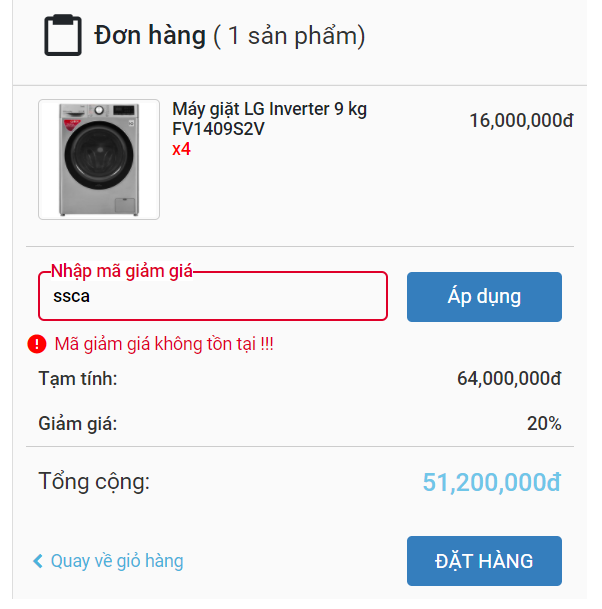 Đơn hàng ( 1 sản phẩm)
Máy giặt LG Inverter 9 kg
FV1409S2V
x4
16,000,000đ
Nhập mã giảm giá
ssca
Áp dụng
Mã giảm giá không tồn tại !!!
Tạm tính: 64,000,000đ
Giảm giá: 20%
Tổng cộng: 51,200,000đ
Quay về giỏ hàng
ĐẶT HÀNG